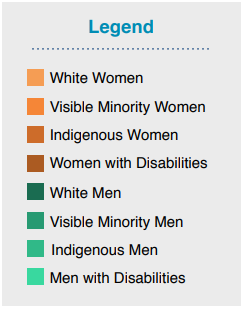 Legend
White Women
Visible Minority Women
Indigenous Women
Women with Disabilities
White Men
Visible Minority Men
Indigenous Men
Men with Disabilities